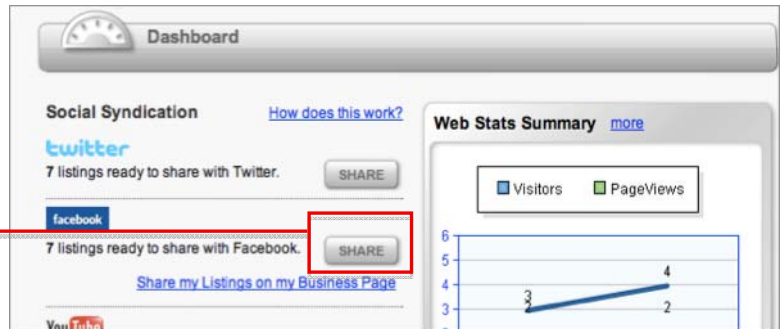 Dashboard
Social Syndication
How does this work?
twitter
7 listings ready to share with Twitter.
SHARE
facebook
7 listings ready to share with Facebook.
SHARE
Share my Listings on my Business Page
You Tube
Web Stats Summary more
Visitors PageViews
6
5
4
3
3
2
4
2